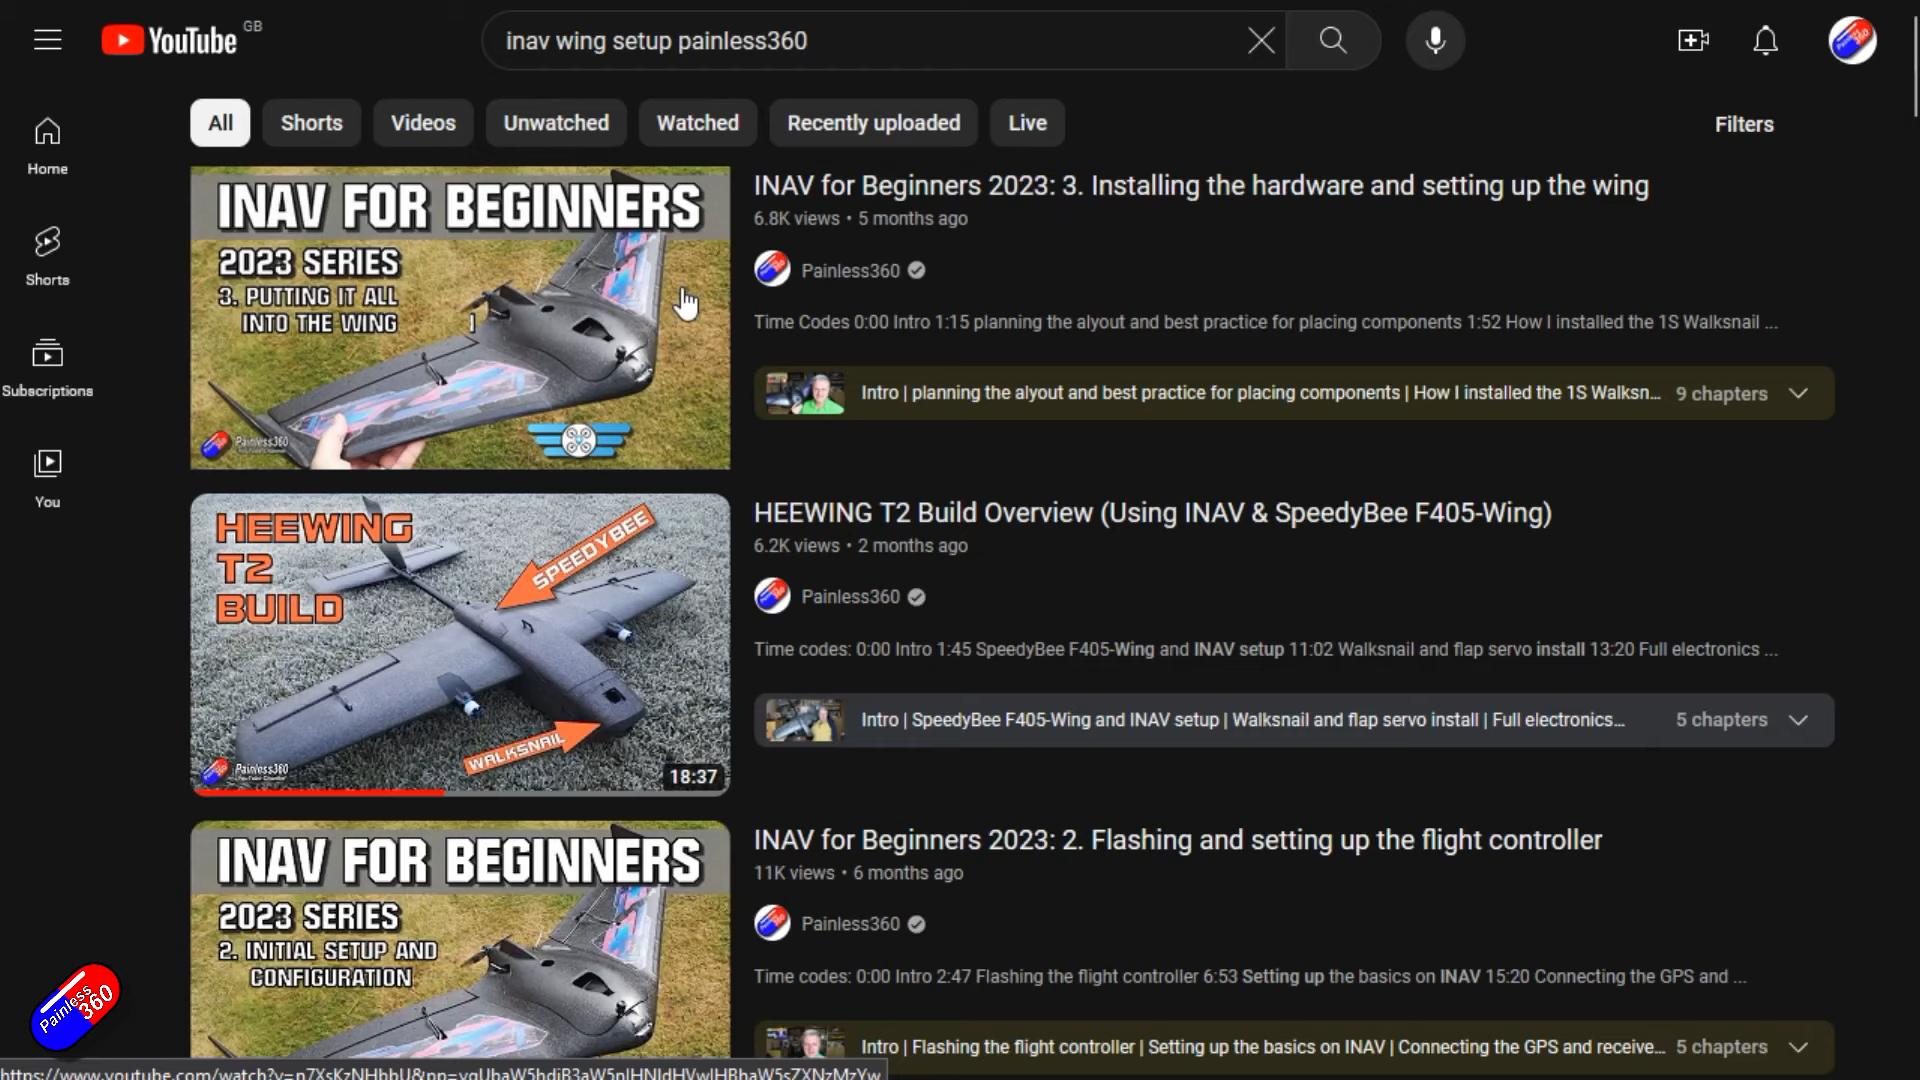 YouTube GB
inav wing setup painless360
All
Shorts
Videos
Unwatched
Watched
Recently uploaded
Live
Filters
Home
Shorts
Subscriptions
You
INAV FOR BEGINNERS
2023 SERIES
3. PUTTING IT ALL
INTO THE WING
Painless360
INAV for Beginners 2023: 3. Installing the hardware and setting up the wing
6.8K views • 5 months ago
Painless360
Time Codes 0:00 Intro 1:15 planning the alyout and best practice for placing components 1:52 How I installed the 1S Walksnail ...
Intro | planning the alyout and best practice for placing components | How I installed the 1S Walksn... 9 chapters
HEEWING
T2
BUILD
SPEEDYBEE
WALKSNAIL
Painless360
18:37
HEEWING T2 Build Overview (Using INAV & SpeedyBee F405-Wing)
6.2K views • 2 months ago
Painless360
Time codes: 0:00 Intro 1:45 SpeedyBee F405-Wing and INAV setup 11:02 Walksnail and flap servo install 13:20 Full electronics ...
Intro | SpeedyBee F405-Wing and INAV setup | Walksnail and flap servo install | Full electronics... 5 chapters
INAV FOR BEGINNERS
2023 SERIES
2. INITIAL SETUP AND
CONFIGURATION
INAV for Beginners 2023: 2. Flashing and setting up the flight controller
11K views • 6 months ago
Painless360
Time codes: 0:00 Intro 2:47 Flashing the flight controller 6:53 Setting up the basics on INAV 15:20 Connecting the GPS and ...
Intro | Flashing the flight controller | Setting up the basics on INAV | Connecting the GPS and receive... 5 chapters
Painless
360